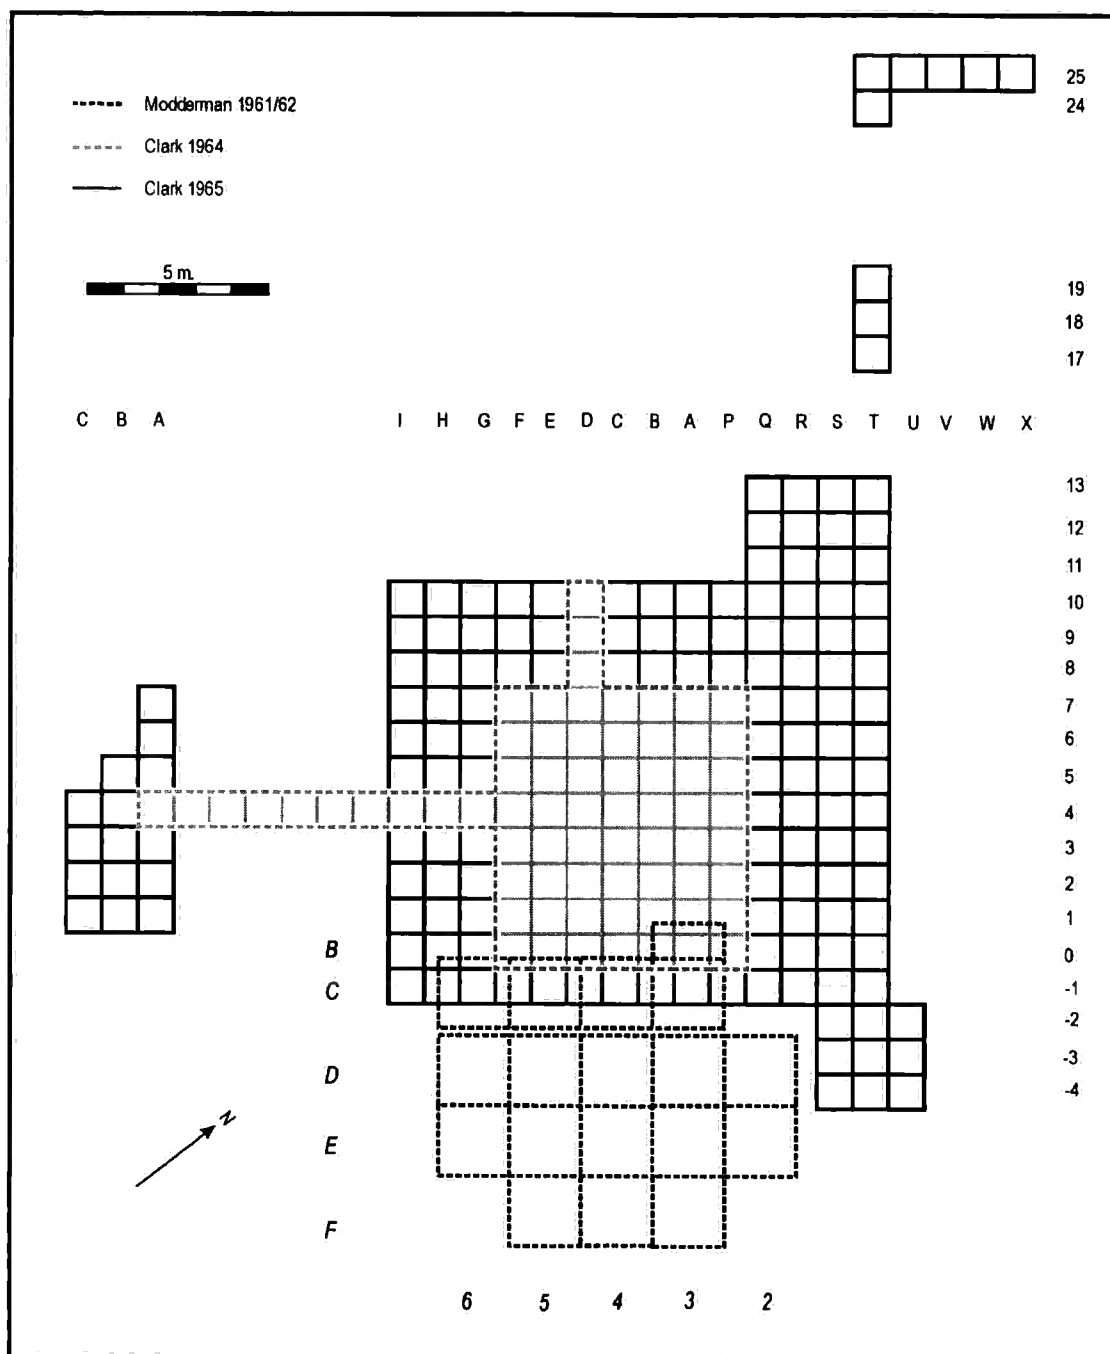 Modderman 1961/62
Clark 1964
Clark 1965
5 m.
25
24
19
18
17
C B A I H G F E D C B A P Q R S T U V W X
13
12
11
10
9
8
7
6
5
4
3
2
1
B 0
C -1
-2
D -3
-4
N
E
F
6 5 4 3 2